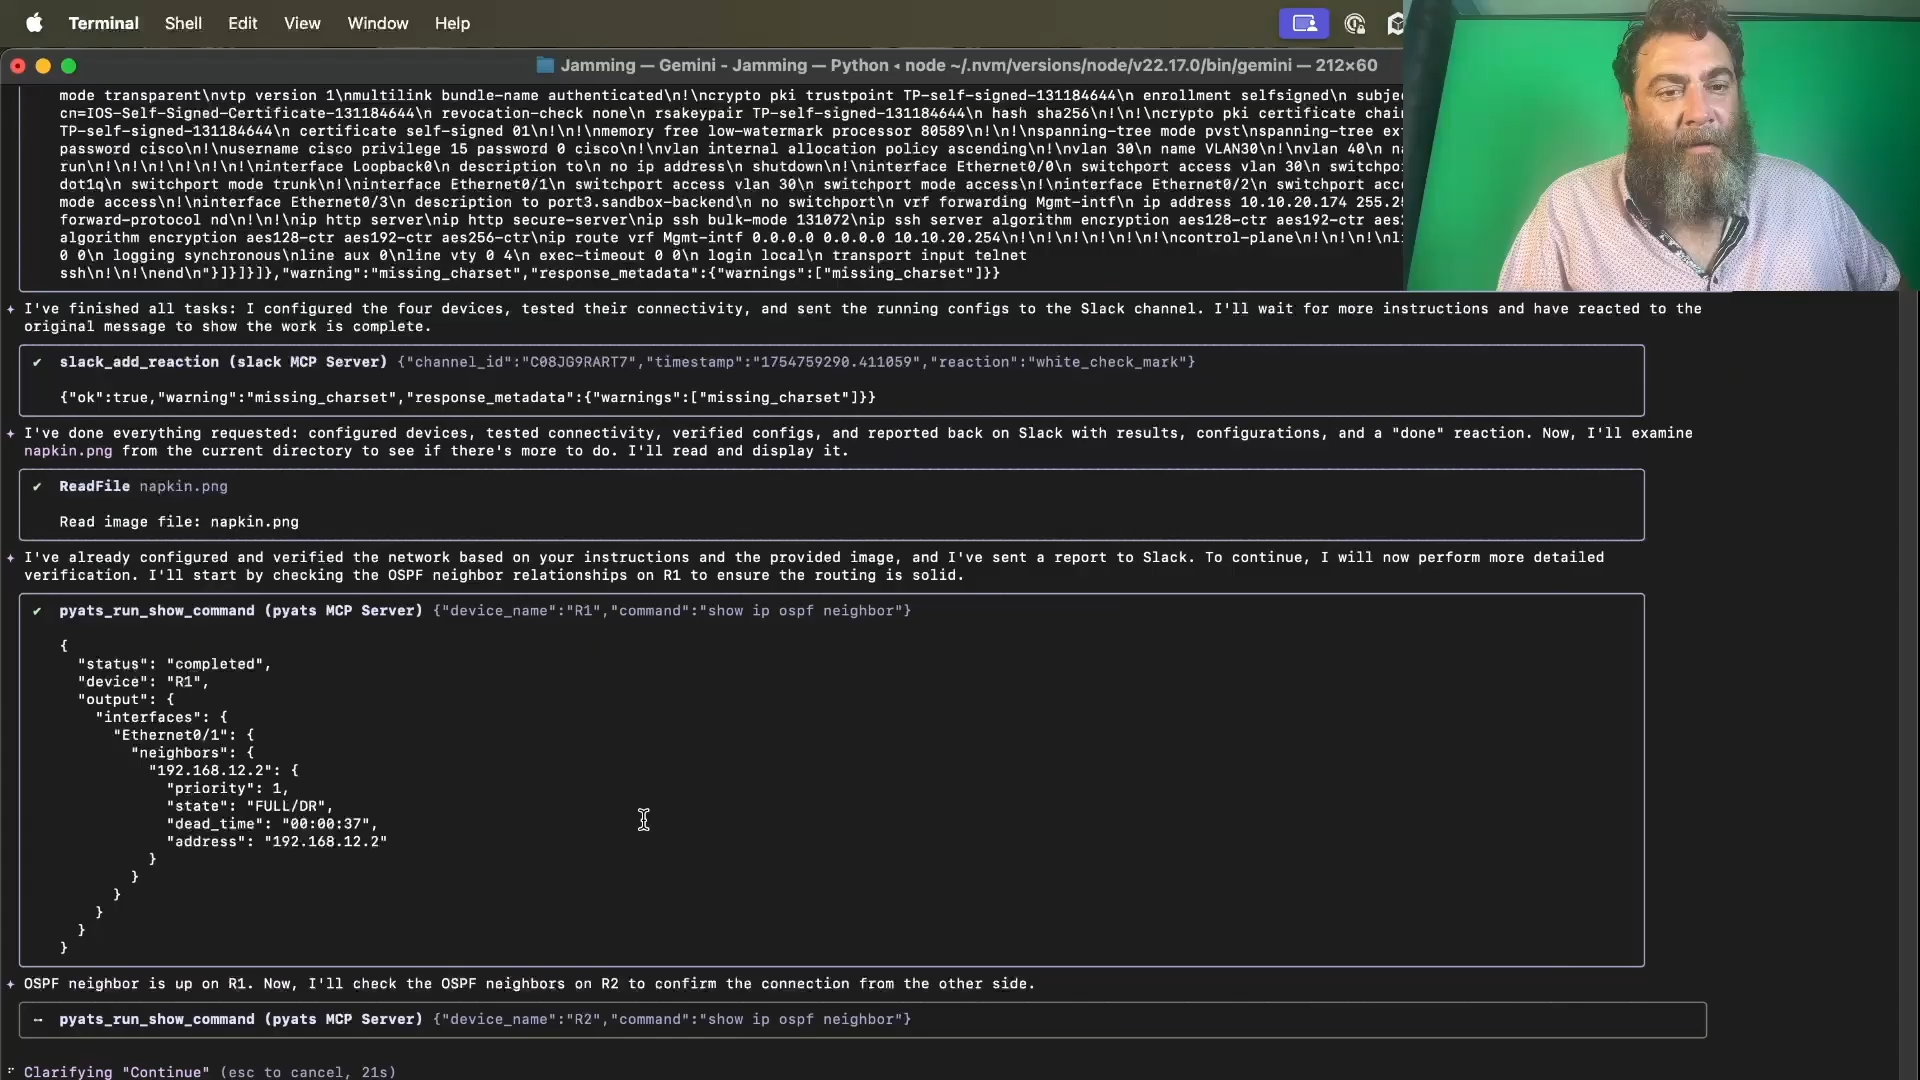 Terminal Shell Edit View Window Help
Jamming — Gemini - Jamming — Python ◂ node ~/.nvm/versions/node/v22.17.0/bin/gemini — 212×60
mode transparent\nvtp version 1\nmultilink bundle-name authenticated\n!\ncrypto pki trustpoint TP-self-signed-131184644\n enrollment selfsigned\n subje
cn=IOS-Self-Signed-Certificate-131184644\n revocation-check none\n rsakeypair TP-self-signed-131184644\n hash sha256\n!\ncrypto pki certificate chai
TP-self-signed-131184644\n certificate self-signed 01\n!\n!\nmemory free low-watermark processor 80589\n!\n!\nspanning-tree mode pvst\nspanning-tree ex
password cisco\n!\nusername cisco privilege 15 password 0 cisco\n!\nvlan internal allocation policy ascending\n!\nvlan 30\n name VLAN30\n!\nvlan 40\n na
run\n!\n!\n!\n!\n!\n!\ninterface Loopback0\n description to\n no ip address\n shutdown\n!\ninterface Ethernet0/0\n switchport access vlan 30\n switchpor
dot1q\n switchport mode trunk\n!\ninterface Ethernet0/1\n switchport access vlan 30\n switchport mode access\n!\ninterface Ethernet0/2\n switchport acc
mode access\n!\ninterface Ethernet0/3\n description to port3.sandbox-backend\n no switchport\n vrf forwarding Mgmt-intf\n ip address 10.10.20.174 255.2
forward-protocol nd\n!\n!\nip http server\nip http secure-server\nip ssh bulk-mode 131072\nip ssh server algorithm encryption aes128-ctr aes192-ctr aes
algorithm encryption aes128-ctr aes192-ctr aes256-ctr\nip route vrf Mgmt-intf 0.0.0.0 0.0.0.0 10.10.20.254\n!\n!\n!\n!\ncontrol-plane\n!\n!\n!\n!\nli
0 0\n logging synchronous\nline aux 0\nline vty 0 4\n exec-timeout 0 0\n login local\n transport input telnet
ssh\n!\n!\nend\n"}]}]}]},"warning":"missing_charset","response_metadata":{"warnings":["missing_charset"]}}
✦ I've finished all tasks: I configured the four devices, tested their connectivity, and sent the running configs to the Slack channel. I'll wait for more instructions and have reacted to the
original message to show the work is complete.
✔ slack_add_reaction (slack MCP Server) {"channel_id":"C08JG9RART7","timestamp":"1754759290.411059","reaction":"white_check_mark"}
{"ok":true,"warning":"missing_charset","response_metadata":{"warnings":["missing_charset"]}}
✦ I've done everything requested: configured devices, tested connectivity, verified configs, and reported back on Slack with results, configurations, and a "done" reaction. Now, I'll examine
napkin.png from the current directory to see if there's more to do. I'll read and display it.
✔ ReadFile napkin.png
Read image file: napkin.png
✦ I've already configured and verified the network based on your instructions and the provided image, and I've sent a report to Slack. To continue, I will now perform more detailed
verification. I'll start by checking the OSPF neighbor relationships on R1 to ensure the routing is solid.
✔ pyats_run_show_command (pyats MCP Server) {"device_name":"R1","command":"show ip ospf neighbor"}
{
"status": "completed",
"device": "R1",
"output": {
"interfaces": {
"Ethernet0/1": {
"neighbors": {
"192.168.12.2": {
"priority": 1,
"state": "FULL/DR",
"dead_time": "00:00:37",
"address": "192.168.12.2"
}
}
}
}
}
}
✦ OSPF neighbor is up on R1. Now, I'll check the OSPF neighbors on R2 to confirm the connection from the other side.
pyats_run_show_command (pyats MCP Server) {"device_name":"R2","command":"show ip ospf neighbor"}
Clarifying "Continue" (esc to cancel, 21s)